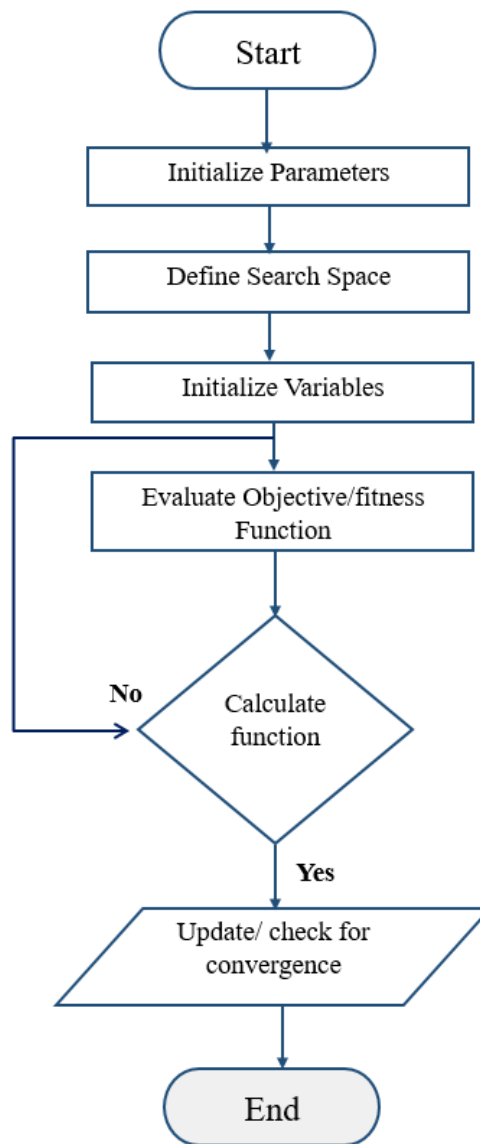 Start
Initialize Parameters
Define Search Space
Initialize Variables
Evaluate Objective/fitness
Function
No
Calculate
function
Yes
Update/ check for
convergence
End